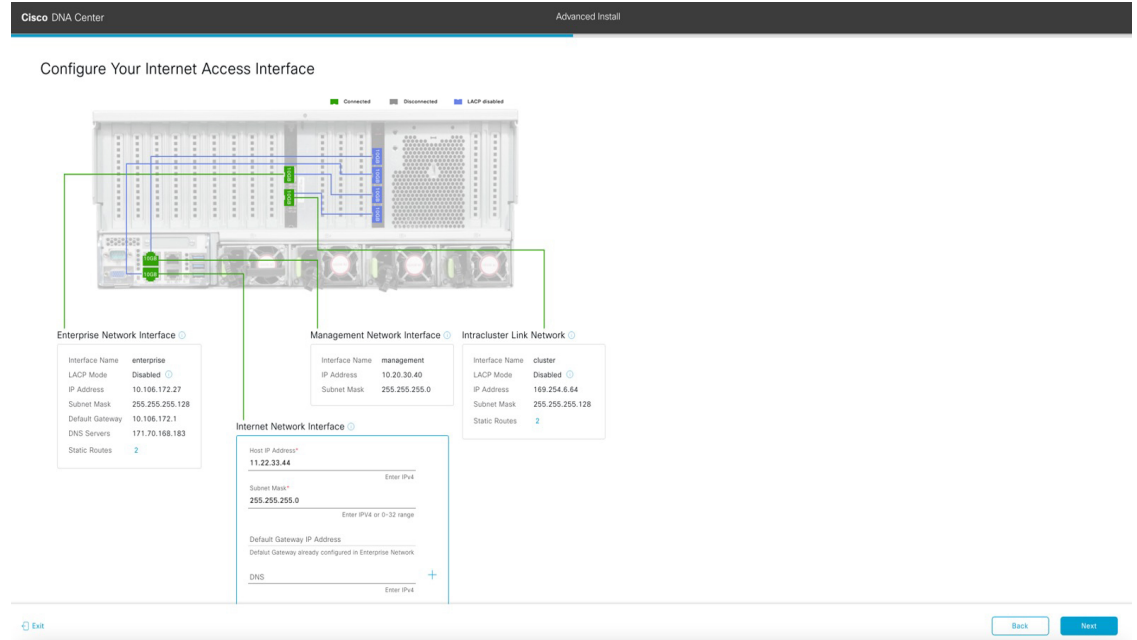 Cisco DNA Center
Advanced Install
Configure Your Internet Access Interface
Connected
Disconnected
LACP disabled
10GB
10GB
Enterprise Network Interface
Interface Name enterprise
LACP Mode Disabled
IP Address 10.106.172.27
Subnet Mask 255.255.255.128
Default Gateway 10.106.172.1
DNS Servers 171.70.168.183
Static Routes 2
Management Network Interface
Interface Name management
IP Address 10.20.30.40
Subnet Mask 255.255.255.0
Intracluster Link Network
Interface Name cluster
LACP Mode Disabled
IP Address 169.254.6.64
Subnet Mask 255.255.255.128
Static Routes 2
Internet Network Interface
Host IP Address*
11.22.33.44
Enter IPv4
Subnet Mask*
255.255.255.0
Enter IPV4 or 0-32 range
Default Gateway IP Address
Defalut Gateway already configured in Enterprise Network
DNS
+
Enter IPv4
Exit
Back
Next